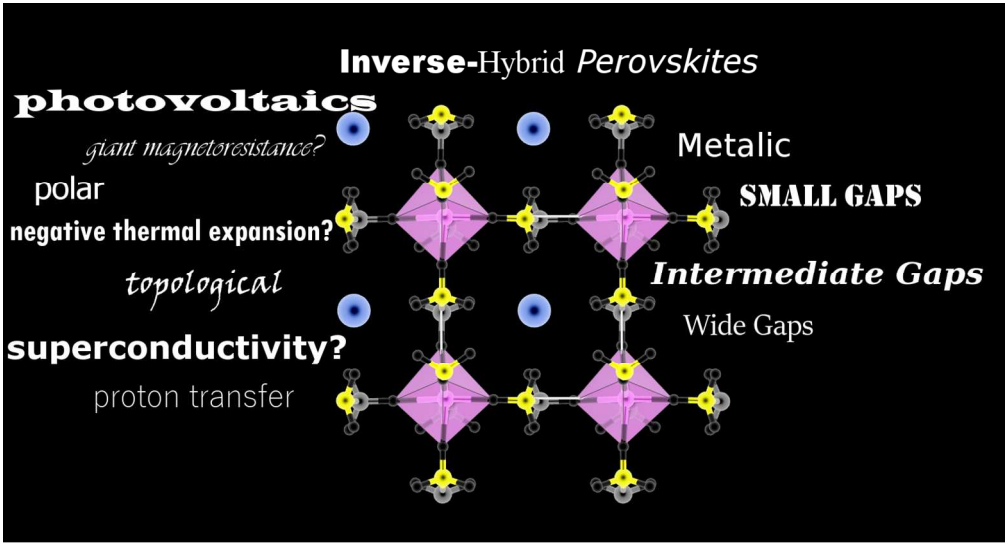 Inverse-Hybrid Perovskites
photovoltaics
giant magnetoresistance?
polar
negative thermal expansion?
topological
superconductivity?
proton transfer
Metalic
SMALL GAPS
Intermediate Gaps
Wide Gaps